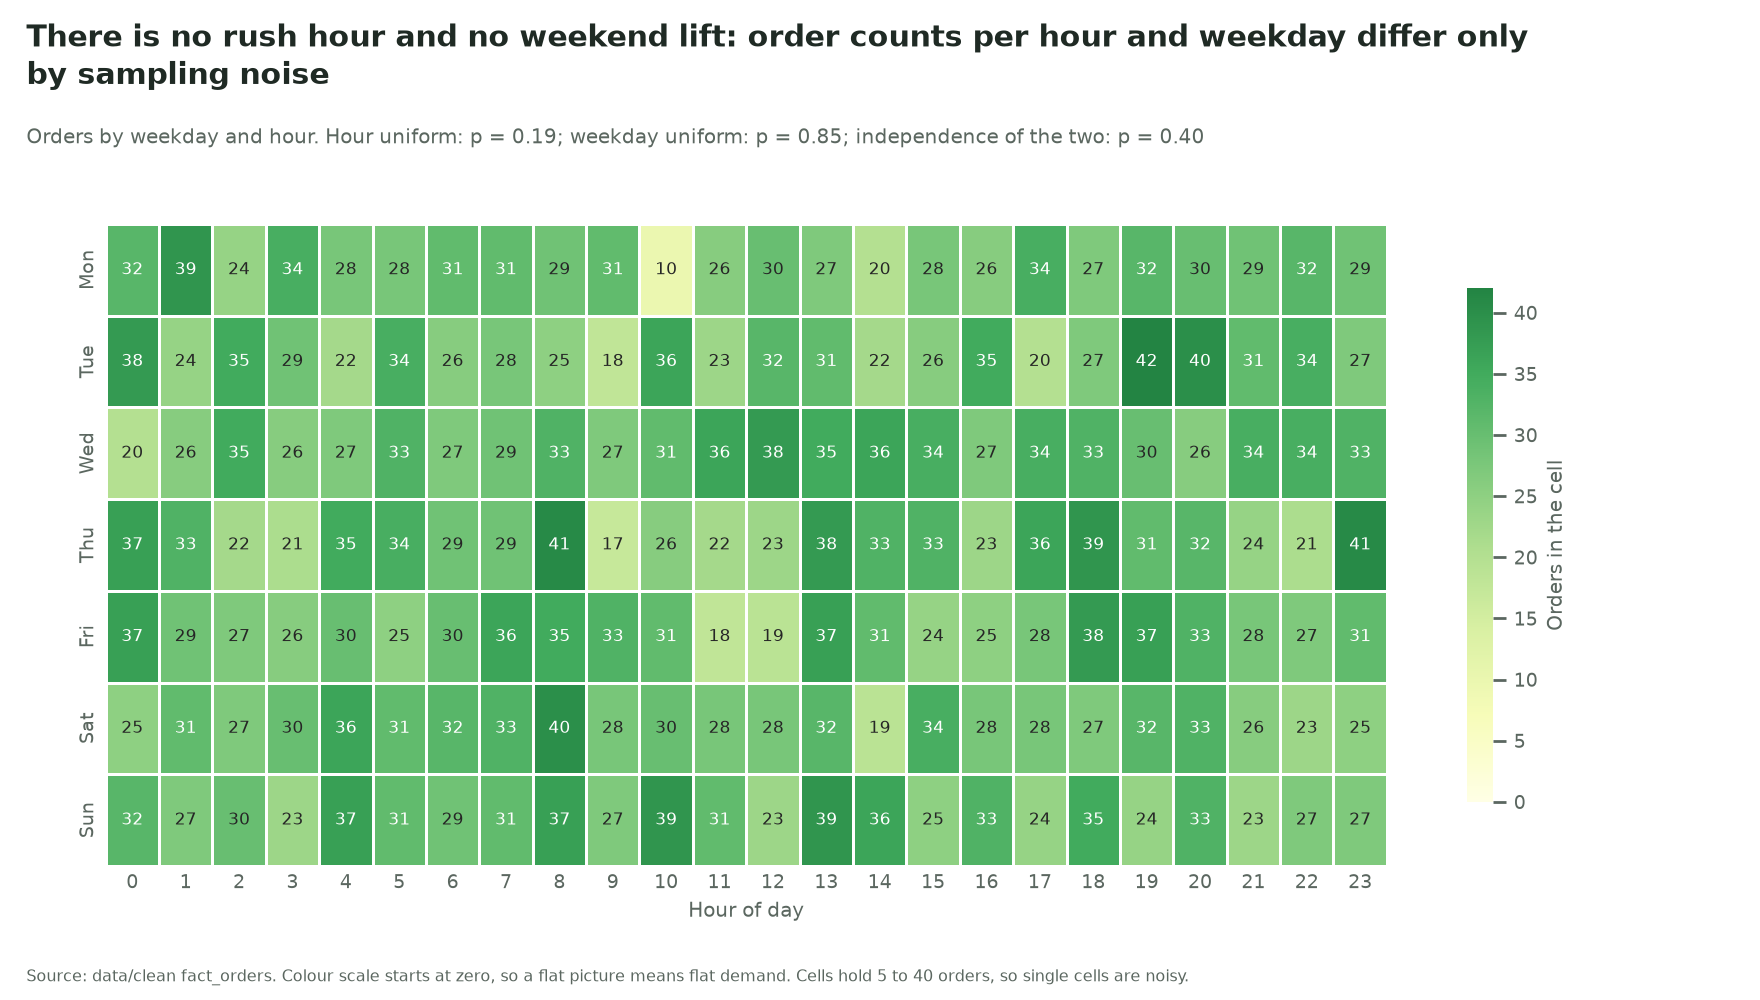 There is no rush hour and no weekend lift: order counts per hour and weekday differ only
by sampling noise
Orders by weekday and hour. Hour uniform: p = 0.19; weekday uniform: p = 0.85; independence of the two: p = 0.40
Mon 32 39 24 34 28 28 31 31 29 31 10 26 30 27 20 28 26 34 27 32 30 29 32 29
Tue 38 24 35 29 22 34 26 28 25 18 36 23 32 31 22 26 35 20 27 42 40 31 34 27
Wed 20 26 35 26 27 33 27 29 33 27 31 36 38 35 36 34 27 34 33 30 26 34 34 33
Thu 37 33 22 21 35 34 29 29 41 17 26 22 23 38 33 33 23 36 39 31 32 24 21 41
Fri 37 29 27 26 30 25 30 36 35 33 31 18 19 37 31 24 25 28 38 37 33 28 27 31
Sat 25 31 27 30 36 31 32 33 40 28 30 28 28 32 19 34 28 28 27 32 33 26 23 25
Sun 32 27 30 23 37 31 29 31 37 27 39 31 23 39 36 25 33 24 35 24 33 23 27 27
0 1 2 3 4 5 6 7 8 9 10 11 12 13 14 15 16 17 18 19 20 21 22 23
Hour of day
40
35
30
25
20
15
10
5
0
Orders in the cell
Source: data/clean fact_orders. Colour scale starts at zero, so a flat picture means flat demand. Cells hold 5 to 40 orders, so single cells are noisy.